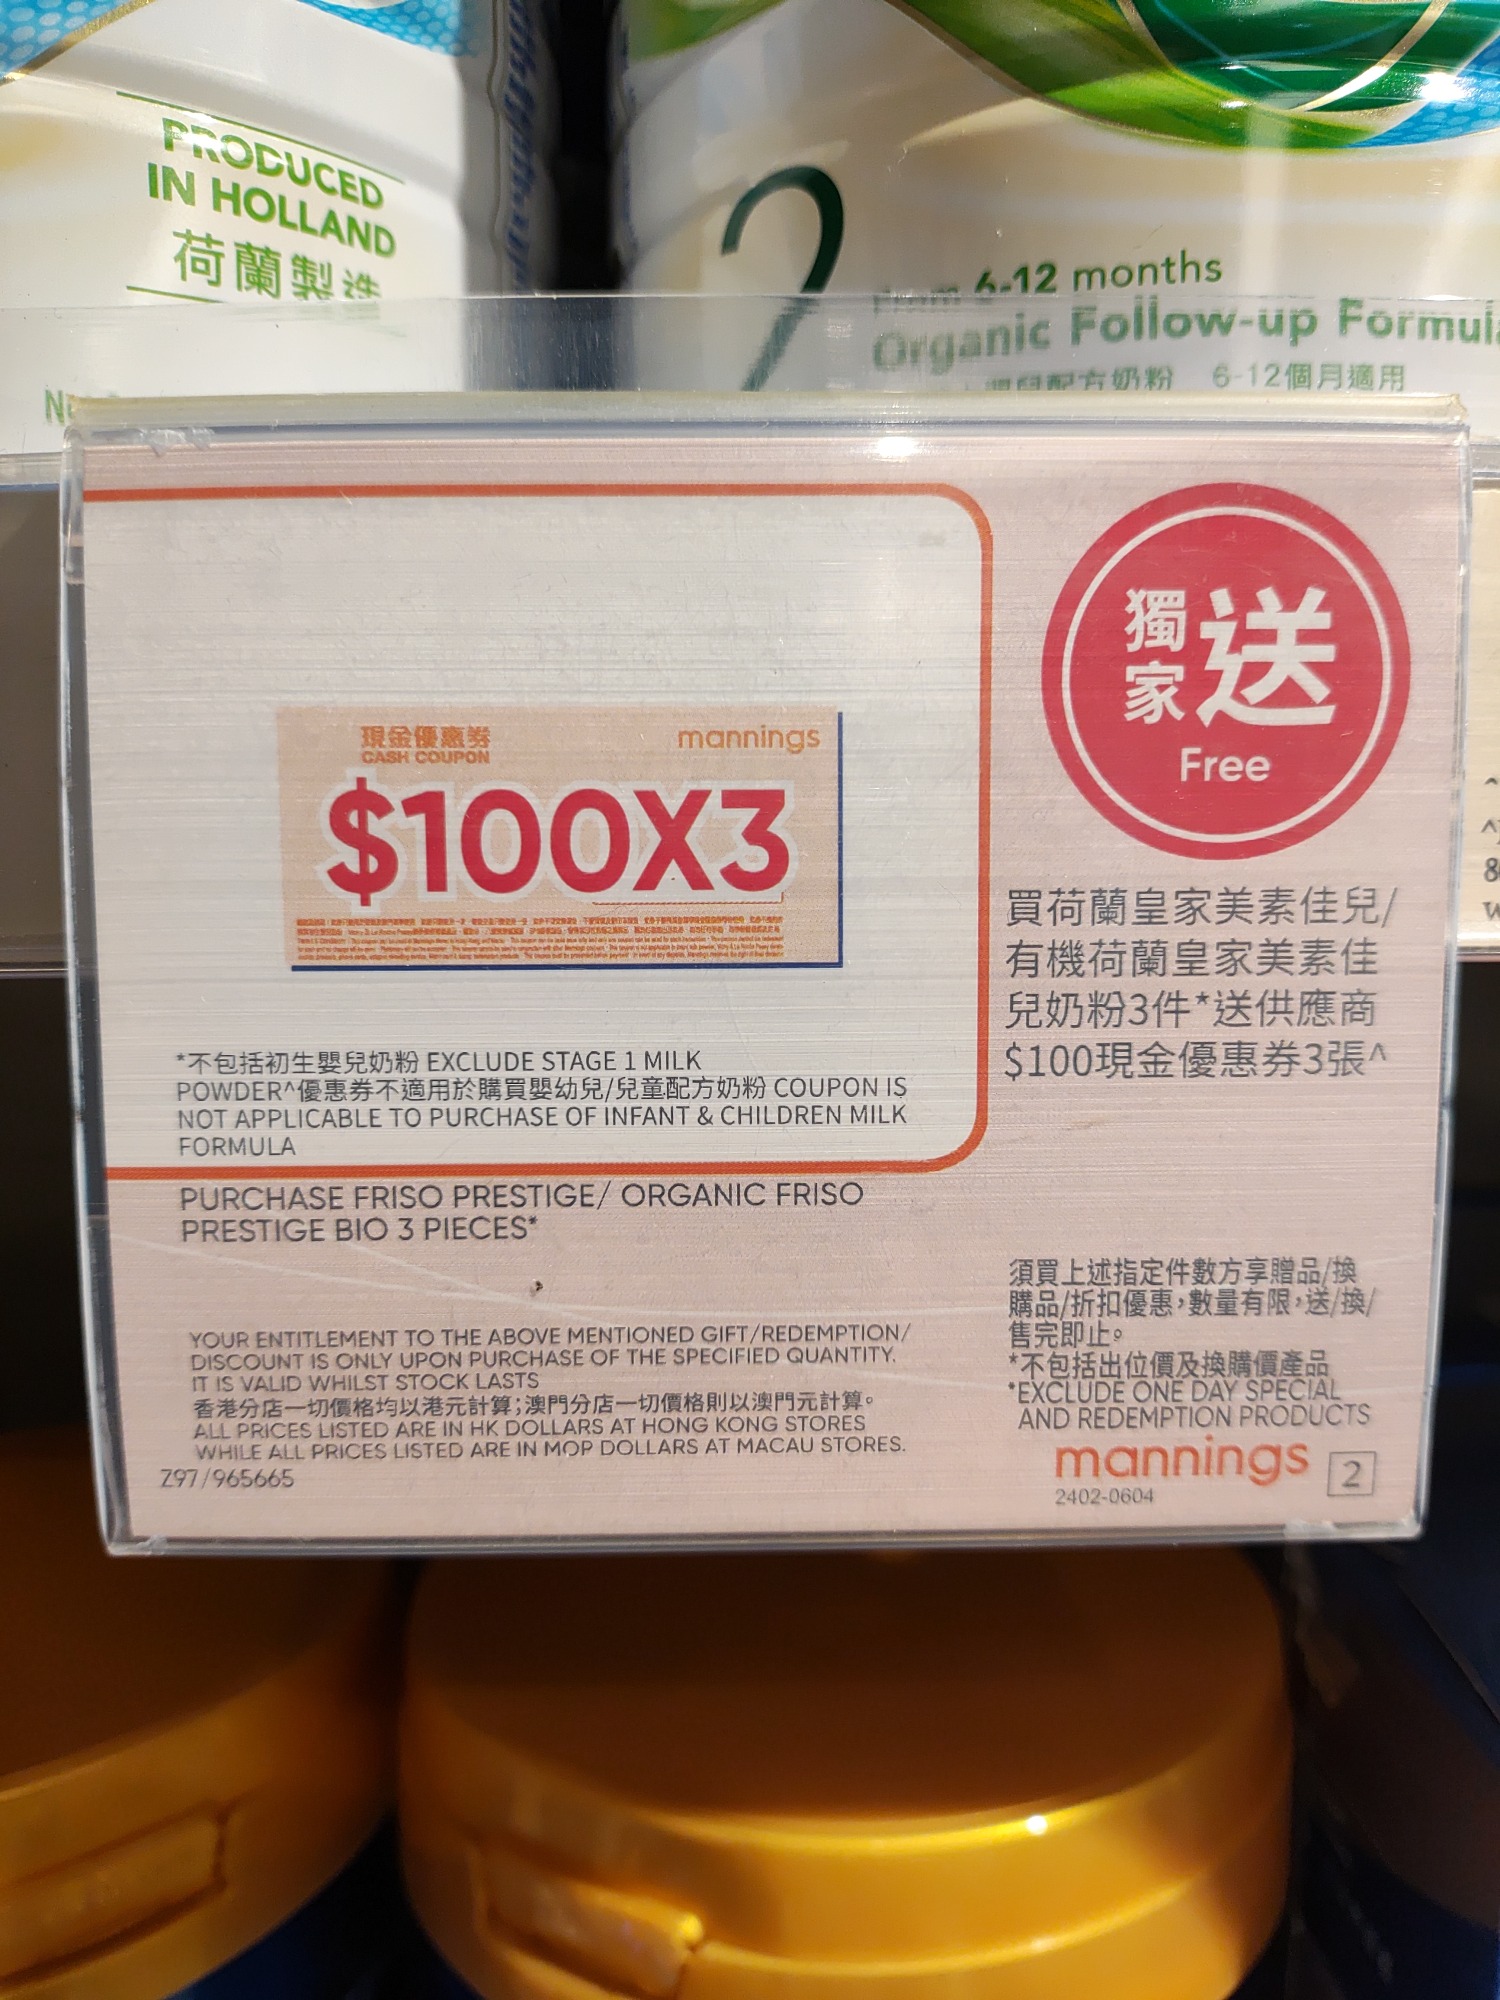 PRODUCED
IN HOLLAND
荷蘭製造
2
From 6-12 months
Organic Follow-up
嬰兒配方奶粉 6-12個月適用
獨家送
Free
現金優惠券
CASH COUPON
mannings
$100X3
買荷蘭皇家美素佳兒/
有機荷蘭皇家美素佳
兒奶粉3件*送供應商
$100現金優惠券3張^
*不包括初生嬰兒奶粉 EXCLUDE STAGE 1 MILK
POWDER^優惠券不適用於購買嬰幼兒/兒童配方奶粉 COUPON IS
NOT APPLICABLE TO PURCHASE OF INFANT & CHILDREN MILK
FORMULA
PURCHASE FRISO PRESTIGE/ ORGANIC FRISO
PRESTIGE BIO 3 PIECES*
YOUR ENTITLEMENT TO THE ABOVE MENTIONED GIFT/REDEMPTION/
DISCOUNT IS ONLY UPON PURCHASE OF THE SPECIFIED QUANTITY.
IT IS VALID WHILST STOCK LASTS
香港分店一切價格均以港元計算；澳門分店一切價格則以澳門元計算。
ALL PRICES LISTED ARE IN HK DOLLARS AT HONG KONG STORES
WHILE ALL PRICES LISTED ARE IN MOP DOLLARS AT MACAU STORES.
Z97/965665
須買上述指定件數方享贈品/換
購品/折扣優惠，數量有限，送/換/
售完即止。
*不包括出位價及換購價產品
*EXCLUDE ONE DAY SPECIAL
AND REDEMPTION PRODUCTS
mannings
2
2402-0604